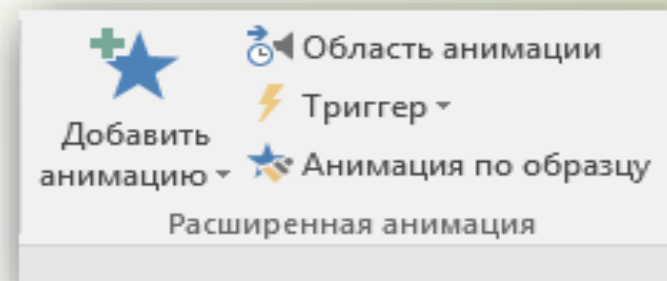 Добавить
анимацию
Область анимации
Триггер
Анимация по образцу
Расширенная анимация